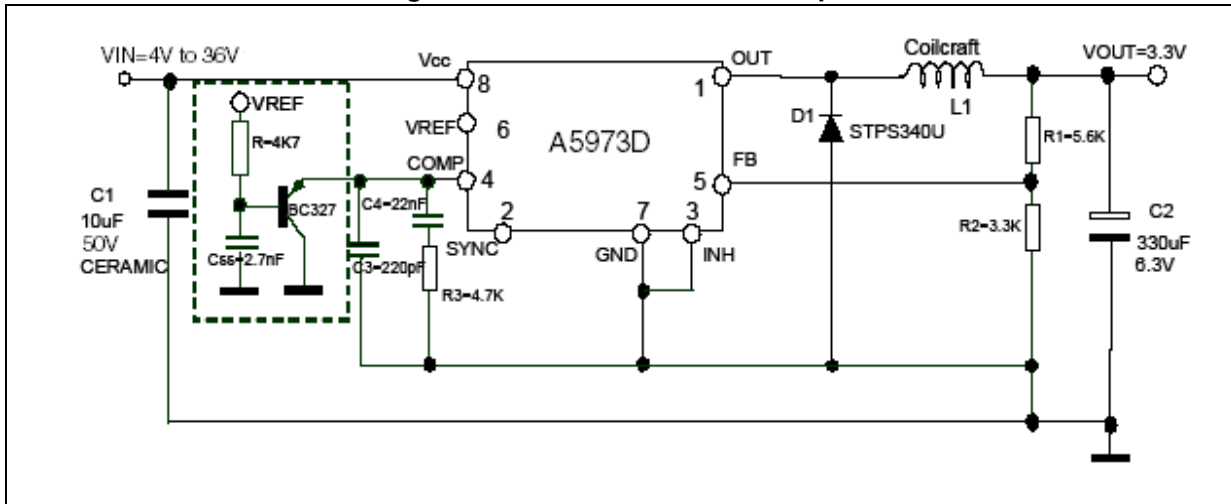 VIN=4V to 36V
VREF
R=4K7
BC327
Css=2.7nF
C1
10uF
50V
CERAMIC
Vcc
8
VREF
6
COMP
4
C4=22nF
C3=220pF
R3=4.7K
SYNC
2
A5973D
GND
7
3
INH
OUT
1
FB
5
D1
STPS340U
Coilcraft
L1
VOUT=3.3V
R1=5.6K
R2=3.3K
C2
330uF
6.3V